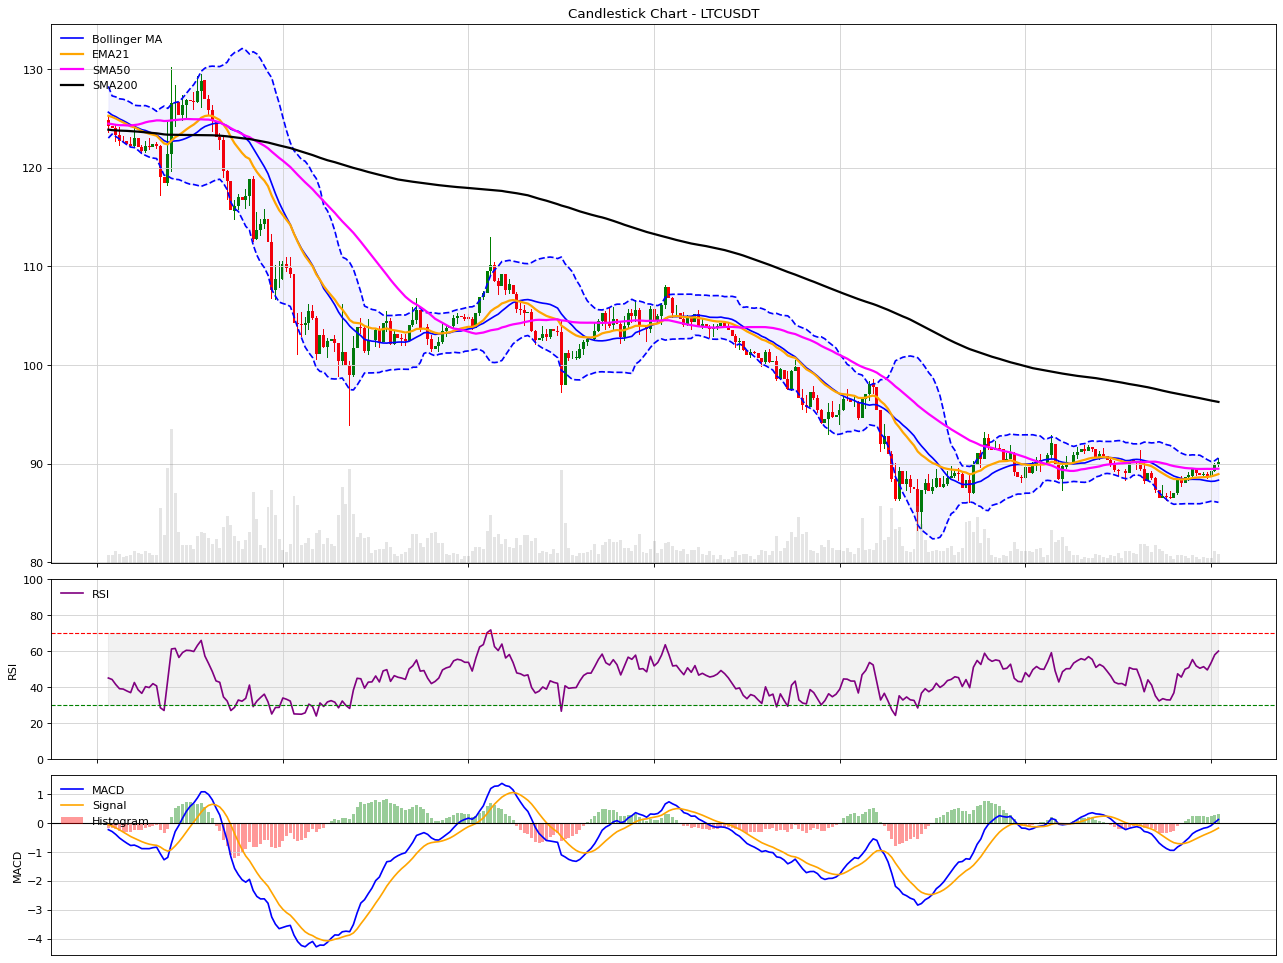 Candlestick Chart - LTCUSDT
Bollinger MA
EMA21
SMA50
SMA200
130
120
110
100
90
80
RSI
100
80
60
40
20
0
RSI
MACD
Signal
Histogram
1
0
−1
−2
−3
−4
MACD